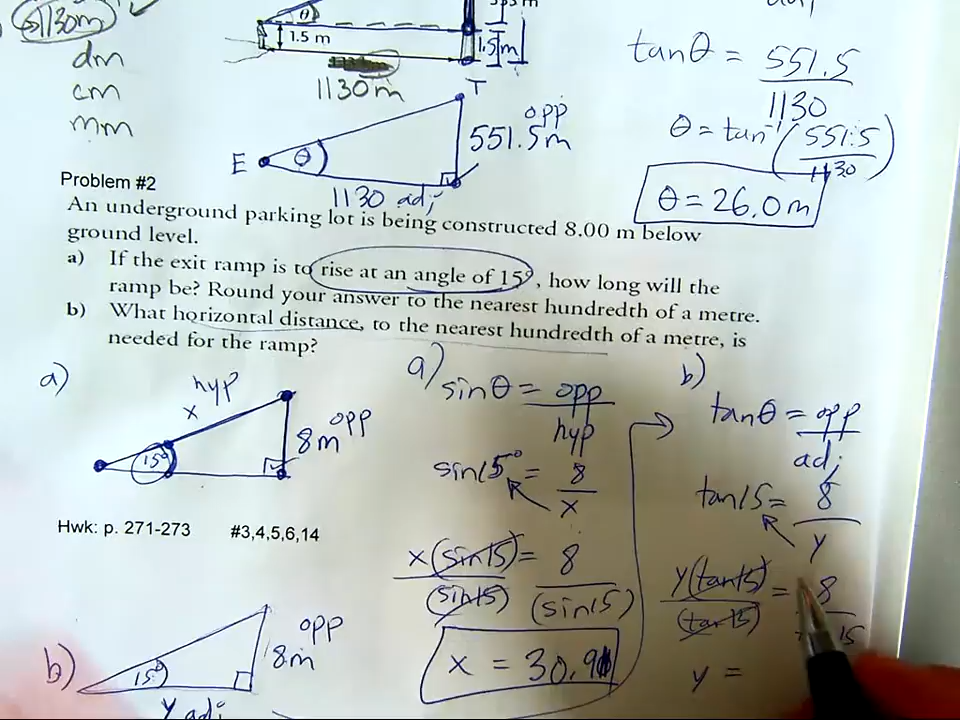 1130m
dm
cm
mm
θ
1.5 m
1.5 m
1130m
tanθ = 551.5
1130
θ = tan⁻¹(551.5
1130)
θ = 26.0m
T
opp
551.5m
E θ
1130 adj
Problem #2
An underground parking lot is being constructed 8.00 m below
ground level.
a) If the exit ramp is to rise at an angle of 15°, how long will the
ramp be? Round your answer to the nearest hundredth of a metre.
b) What horizontal distance, to the nearest hundredth of a metre, is
needed for the ramp?
a)
hyp
x
opp
8m
15°
Hwk: p. 271-273 #3,4,5,6,14
b)
15°
opp
8m
y adj
a) sinθ = opp
hyp
sin15° = 8
x
x(sin15) = 8
(sin15) (sin15)
x = 30.91
b)
tanθ = opp
adj
tan15 = 8
y
y(tan15) = 8
(tan15) 15
y =